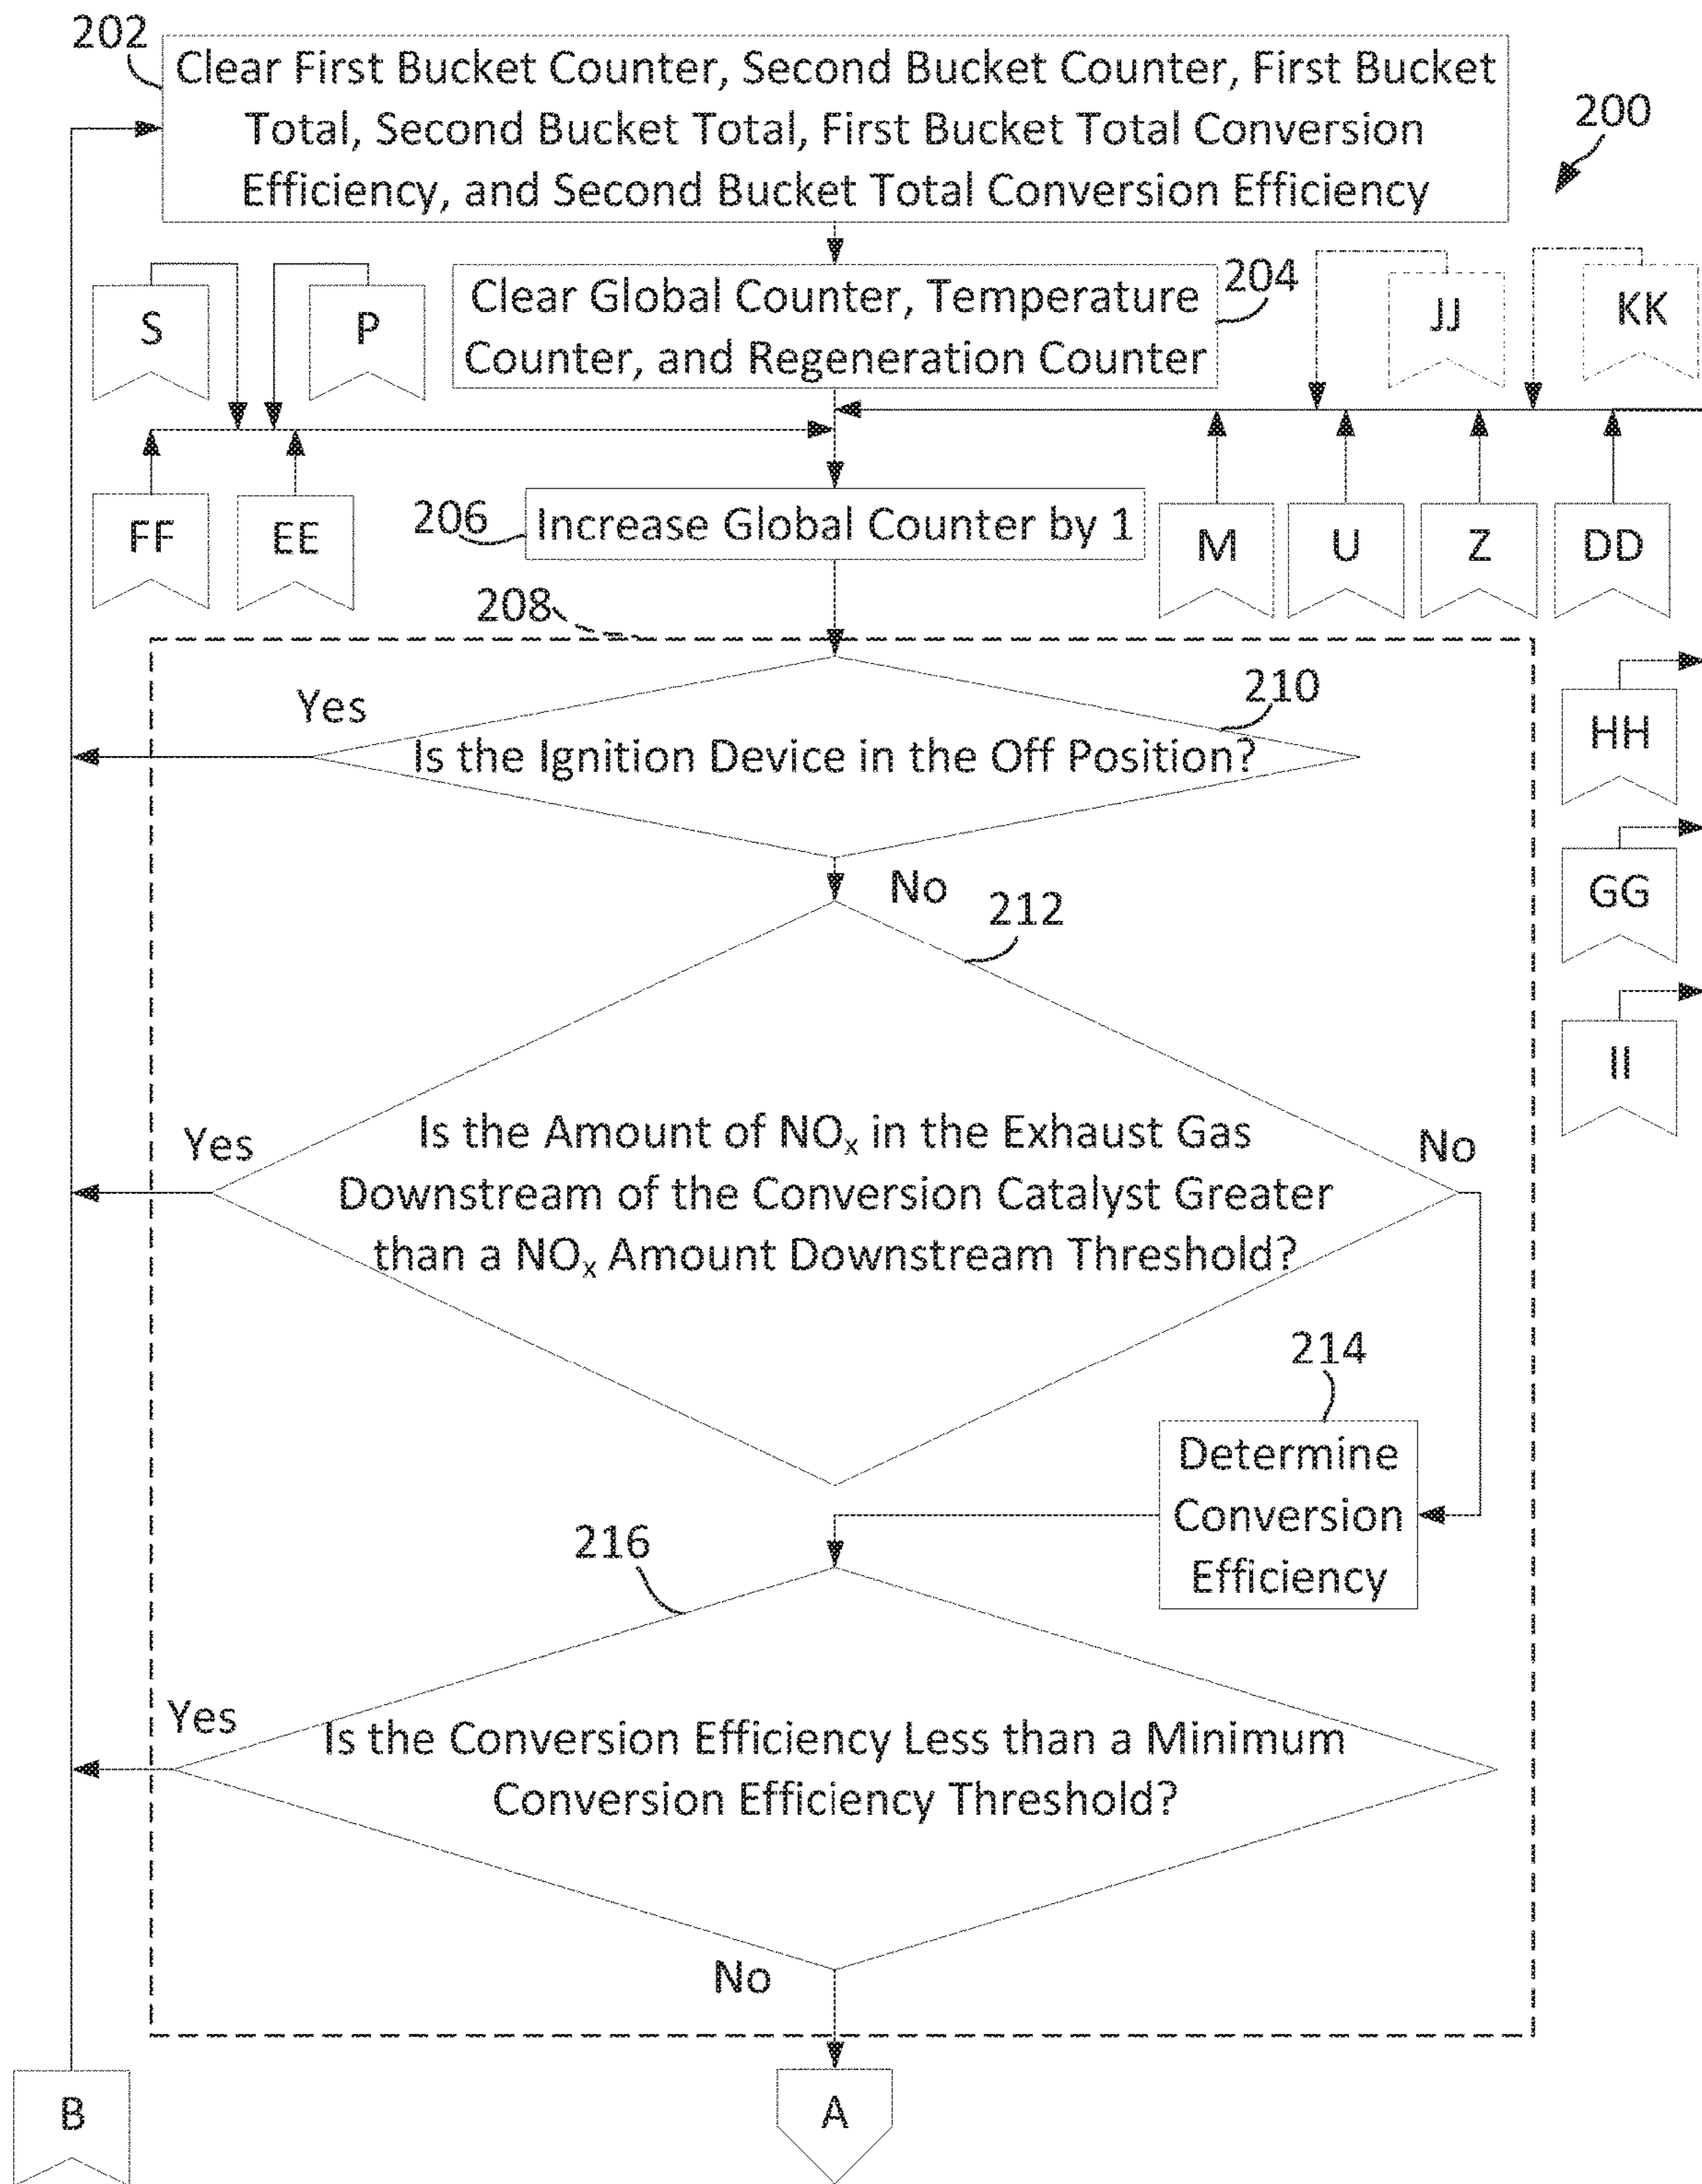 202
Clear First Bucket Counter, Second Bucket Counter, First Bucket
Total, Second Bucket Total, First Bucket Total Conversion
Efficiency, and Second Bucket Total Conversion Efficiency
200
S
P
Clear Global Counter, Temperature
Counter, and Regeneration Counter
204
JJ
KK
FF
EE
206
Increase Global Counter by 1
M
U
Z
DD
208
Yes
210
Is the Ignition Device in the Off Position?
HH
No
212
GG
II
Yes
Is the Amount of NOx in the Exhaust Gas
Downstream of the Conversion Catalyst Greater
than a NOx Amount Downstream Threshold?
No
214
Determine
Conversion
Efficiency
216
Yes
Is the Conversion Efficiency Less than a Minimum
Conversion Efficiency Threshold?
No
B
A